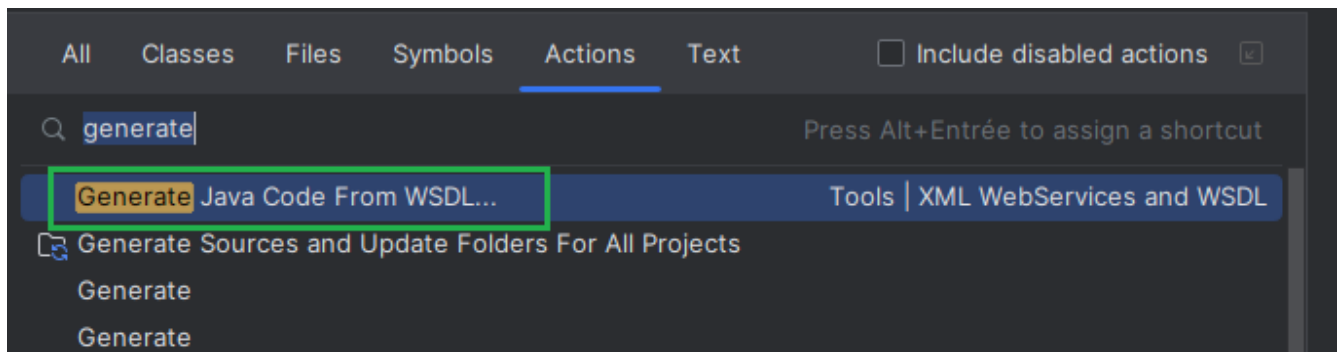 All Classes Files Symbols Actions Text Include disabled actions
generate Press Alt+Entrée to assign a shortcut
Generate Java Code From WSDL... Tools | XML WebServices and WSDL
Generate Sources and Update Folders For All Projects
Generate
Generate